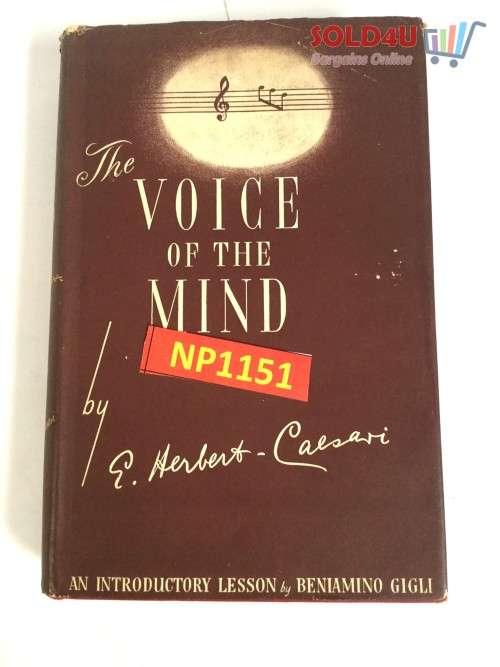 SOLD4U
Bargains Online
The
VOICE
OF THE
MIND
NP1151
by
E. Herbert-Caesari
AN INTRODUCTORY LESSON by BENIAMINO GIGLI